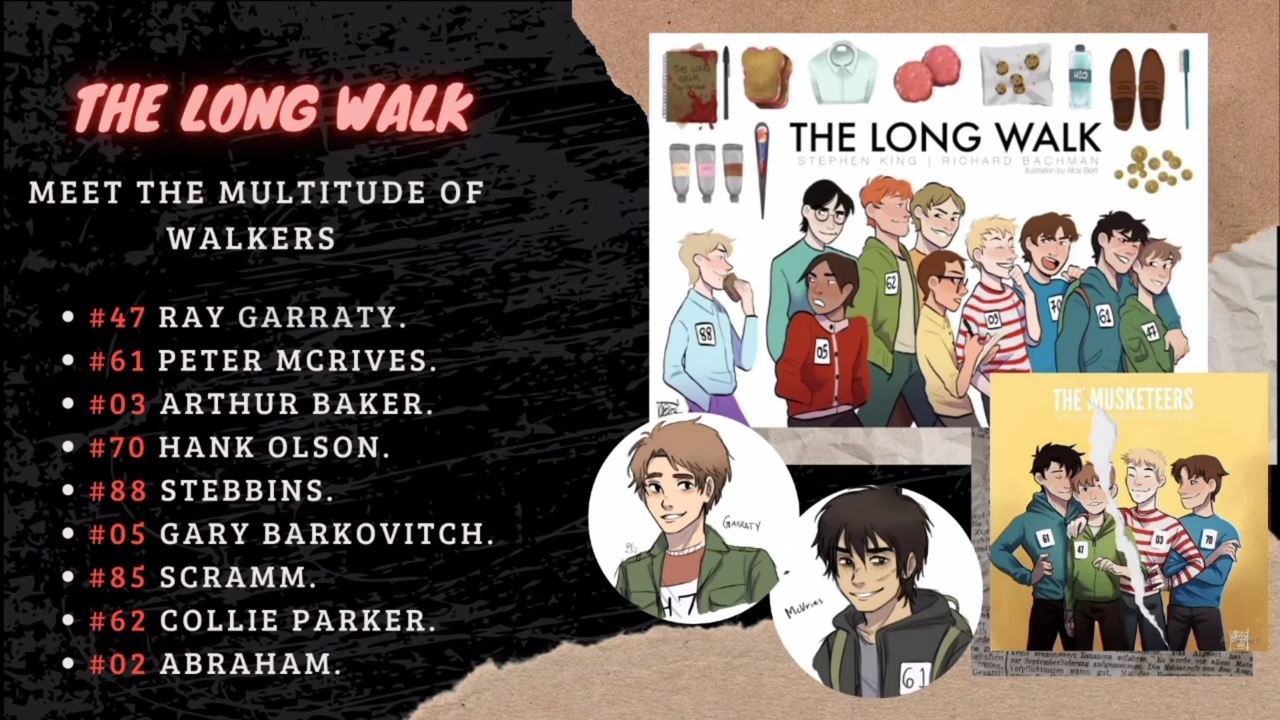 THE LONG WALK
MEET THE MULTITUDE OF
WALKERS
#47 RAY GARRATY.
#61 PETER MCRIVES.
#03 ARTHUR BAKER.
#70 HANK OLSON.
#88 STEBBINS.
#05 GARY BARKOVITCH.
#85 SCRAMM.
#62 COLLIE PARKER.
#02 ABRAHAM.
THE LONG
WALK
H2O
THE LONG WALK
STEPHEN KING | RICHARD BACHMAN
88
05
62
03
70
61
47
GARRATY
47
McVries
61
THE MUSKETEERS
61
47
03
70